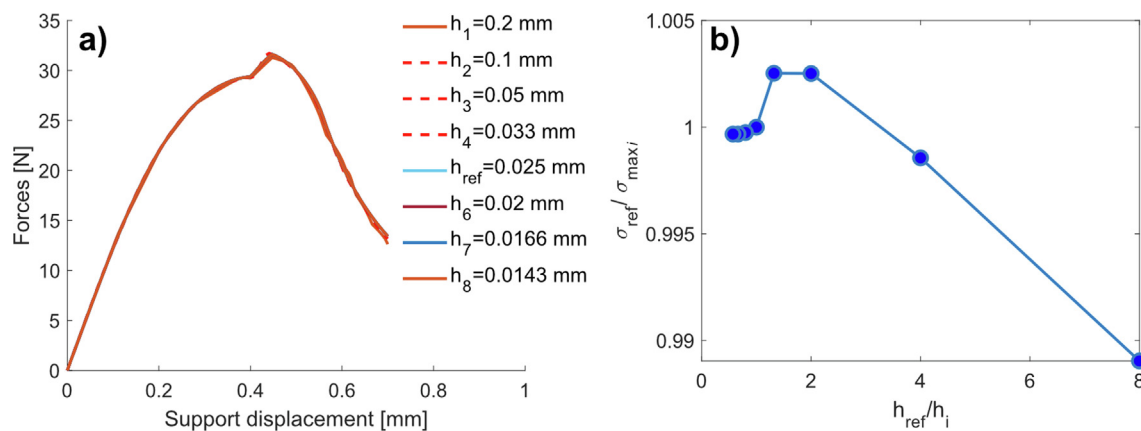 a)
35
30
25
20
15
10
5
0
Forces [N]
0 0.2 0.4 0.6 0.8 1
Support displacement [mm]
h1=0.2 mm
h2=0.1 mm
h3=0.05 mm
h4=0.033 mm
href=0.025 mm
h6=0.02 mm
h7=0.0166 mm
h8=0.0143 mm
b)
1.005
1
0.995
0.99
σref/ σmaxi
0 2 4 6 8
href/hi